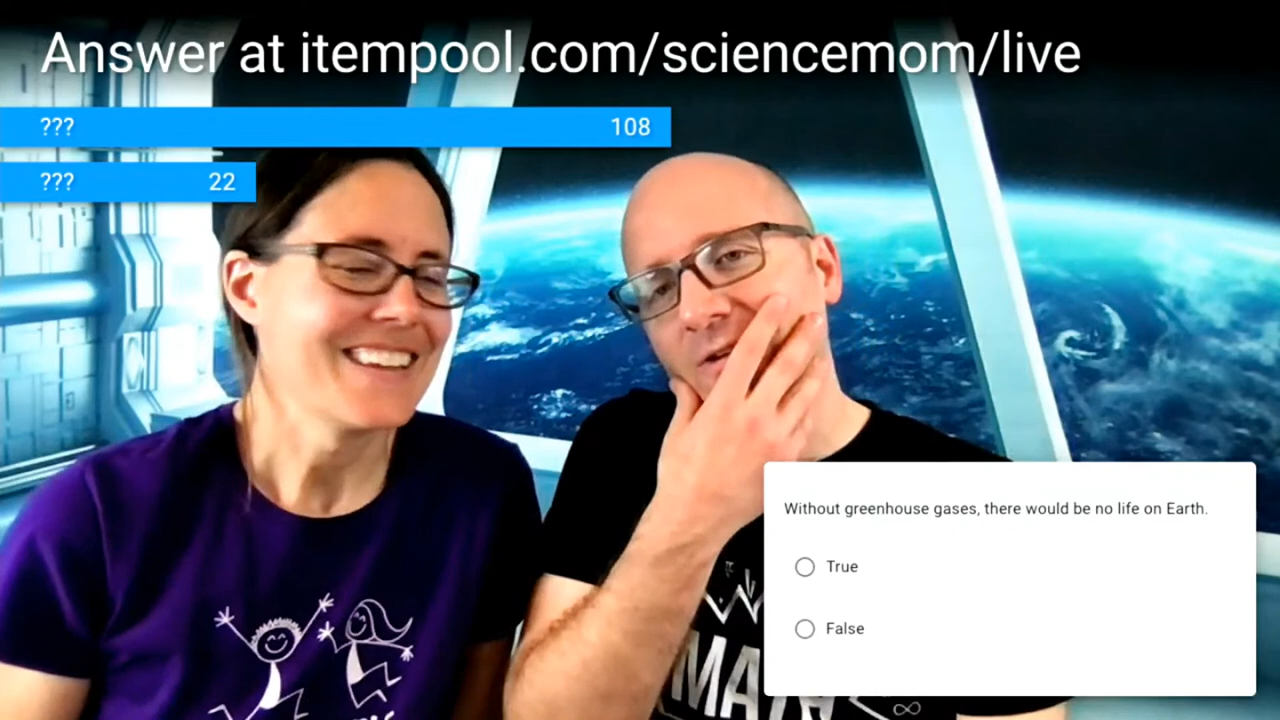 Answer at itempool.com/sciencemom/live
??? 108
??? 22
Without greenhouse gases, there would be no life on Earth.
True
False
MA
∞